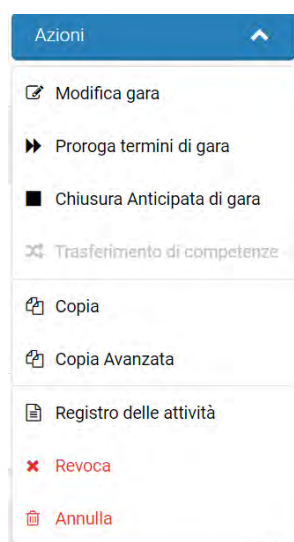 Azioni
Modifica gara
Proroga termini di gara
Chiusura Anticipata di gara
Trasferimento di competenze
Copia
Copia Avanzata
Registro delle attività
Revoca
Annulla